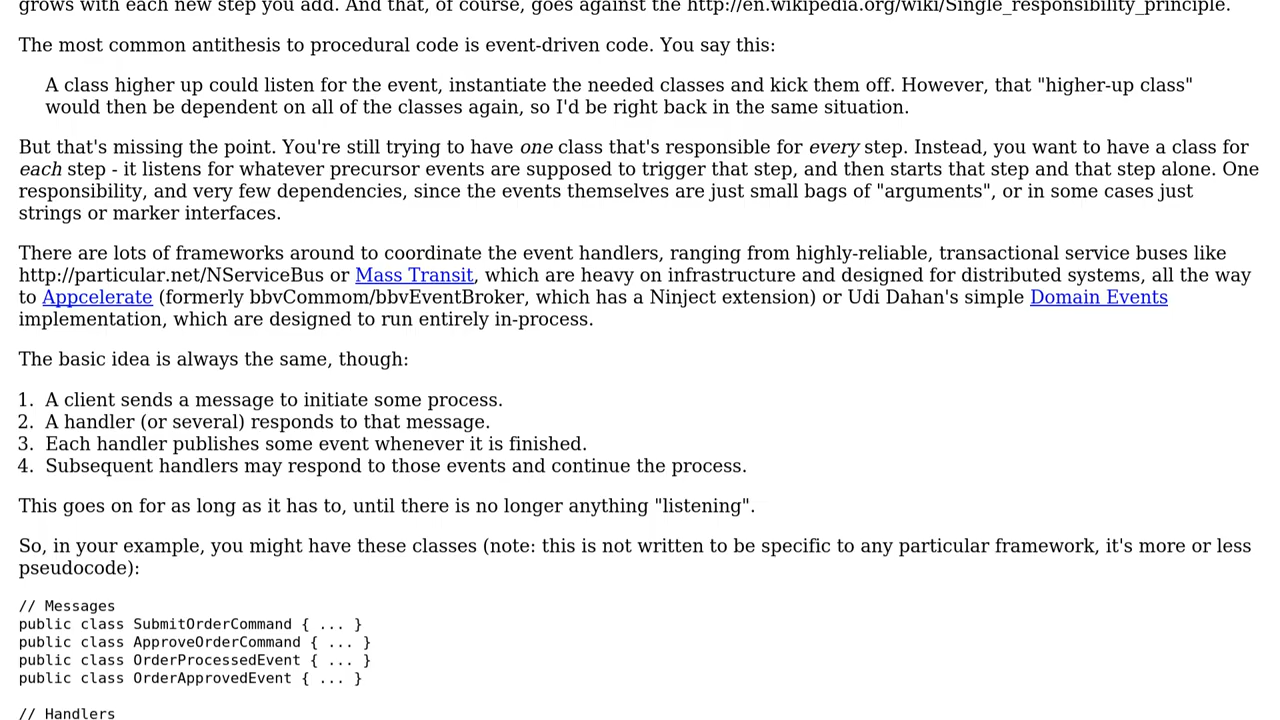 grows with each new step you add. And that, of course, goes against the http://en.wikipedia.org/wiki/Single_responsibility_principle.
The most common antithesis to procedural code is event-driven code. You say this:
A class higher up could listen for the event, instantiate the needed classes and kick them off. However, that "higher-up class"
would then be dependent on all of the classes again, so I'd be right back in the same situation.
But that's missing the point. You're still trying to have one class that's responsible for every step. Instead, you want to have a class for
each step - it listens for whatever precursor events are supposed to trigger that step, and then starts that step and that step alone. One
responsibility, and very few dependencies, since the events themselves are just small bags of "arguments", or in some cases just
strings or marker interfaces.
There are lots of frameworks around to coordinate the event handlers, ranging from highly-reliable, transactional service buses like
http://particular.net/NServiceBus or Mass Transit, which are heavy on infrastructure and designed for distributed systems, all the way
to Appcelerate (formerly bbvCommom/bbvEventBroker, which has a Ninject extension) or Udi Dahan's simple Domain Events
implementation, which are designed to run entirely in-process.
The basic idea is always the same, though:
1. A client sends a message to initiate some process.
2. A handler (or several) responds to that message.
3. Each handler publishes some event whenever it is finished.
4. Subsequent handlers may respond to those events and continue the process.
This goes on for as long as it has to, until there is no longer anything "listening".
So, in your example, you might have these classes (note: this is not written to be specific to any particular framework, it's more or less
pseudocode):
// Messages
public class SubmitOrderCommand { ... }
public class ApproveOrderCommand { ... }
public class OrderProcessedEvent { ... }
public class OrderApprovedEvent { ... }
// Handlers